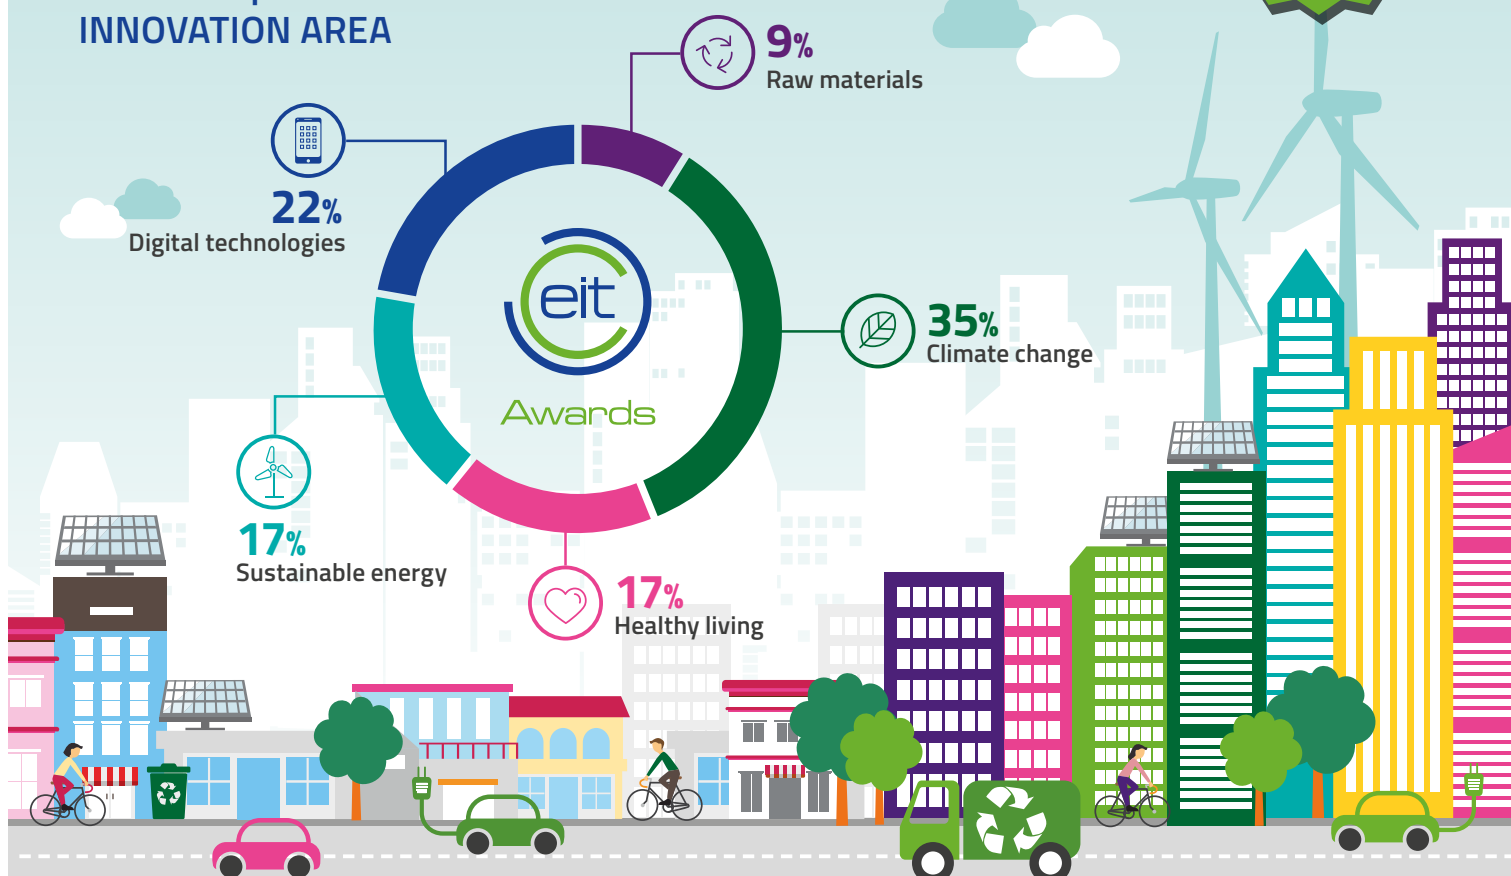 INNOVATION AREA
9%
Raw materials
22%
Digital technologies
eit
Awards
35%
Climate change
17%
Sustainable energy
17%
Healthy living